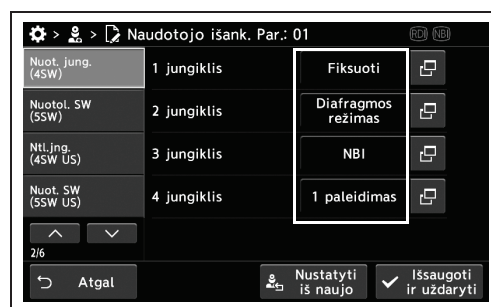 > > Naudotojo išank. Par.: 01 RDI NBI
Nuot. jung.
(4SW)
1 jungiklis
Fiksuoti
Nuotol. SW
(5SW)
2 jungiklis
Diafragmos
režimas
Ntl.jng.
(4SW US)
3 jungiklis
NBI
Nuot. SW
(5SW US)
4 jungiklis
1 paleidimas
2/6
Atgal
Nustatyti
iš naujo
Išsaugoti
ir uždaryti